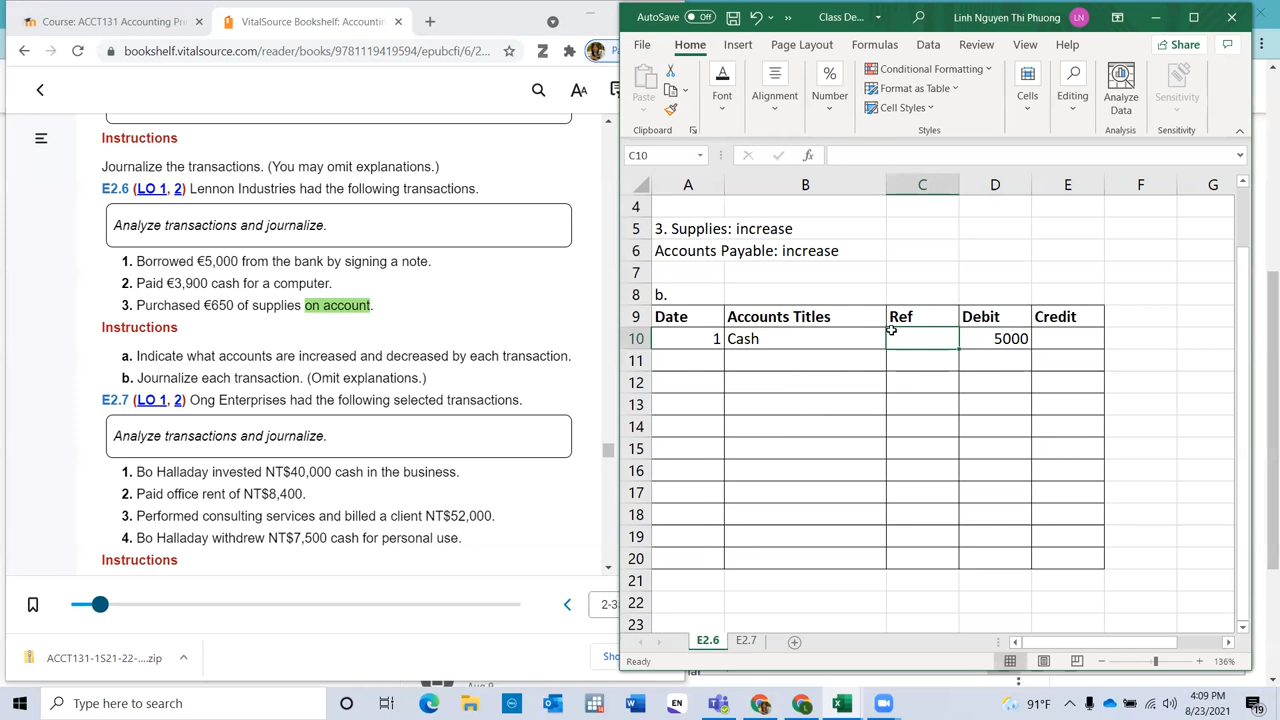 Course: ACCT131 Accounting Pri
VitalSource Bookshelf: Accountin
bookshelf.vitalsource.com/reader/books/9781119419594/epubcfi/6/2...
Instructions
Journalize the transactions. (You may omit explanations.)
E2.6 (LO 1, 2) Lennon Industries had the following transactions.
Analyze transactions and journalize.
1. Borrowed €5,000 from the bank by signing a note.
2. Paid €3,900 cash for a computer.
3. Purchased €650 of supplies on account.
Instructions
a. Indicate what accounts are increased and decreased by each transaction.
b. Journalize each transaction. (Omit explanations.)
E2.7 (LO 1, 2) Ong Enterprises had the following selected transactions.
Analyze transactions and journalize.
1. Bo Halladay invested NT$40,000 cash in the business.
2. Paid office rent of NT$8,400.
3. Performed consulting services and billed a client NT$52,000.
4. Bo Halladay withdrew NT$7,500 cash for personal use.
Instructions
2-3
ACCT131-1S21-22-....zip
Sho
AutoSave Off
Class De...
Linh Nguyen Thi Phuong LN
File Home Insert Page Layout Formulas Data Review View Help Share
Paste
Clipboard
Font
Alignment
Number
Conditional Formatting
Format as Table
Cell Styles
Styles
Cells
Editing
Analyze Data
Analysis
Sensitivity
Sensitivity
C10 fx
A B C D E F G
4
5 3. Supplies: increase
6 Accounts Payable: increase
7
8 b.
9 Date Accounts Titles Ref Debit Credit
10 1 Cash 5000
11
12
13
14
15
16
17
18
19
20
21
22
23
E2.6 E2.7
Ready 136%
Type here to search
EN
91°F
4:09 PM
8/23/2021
19